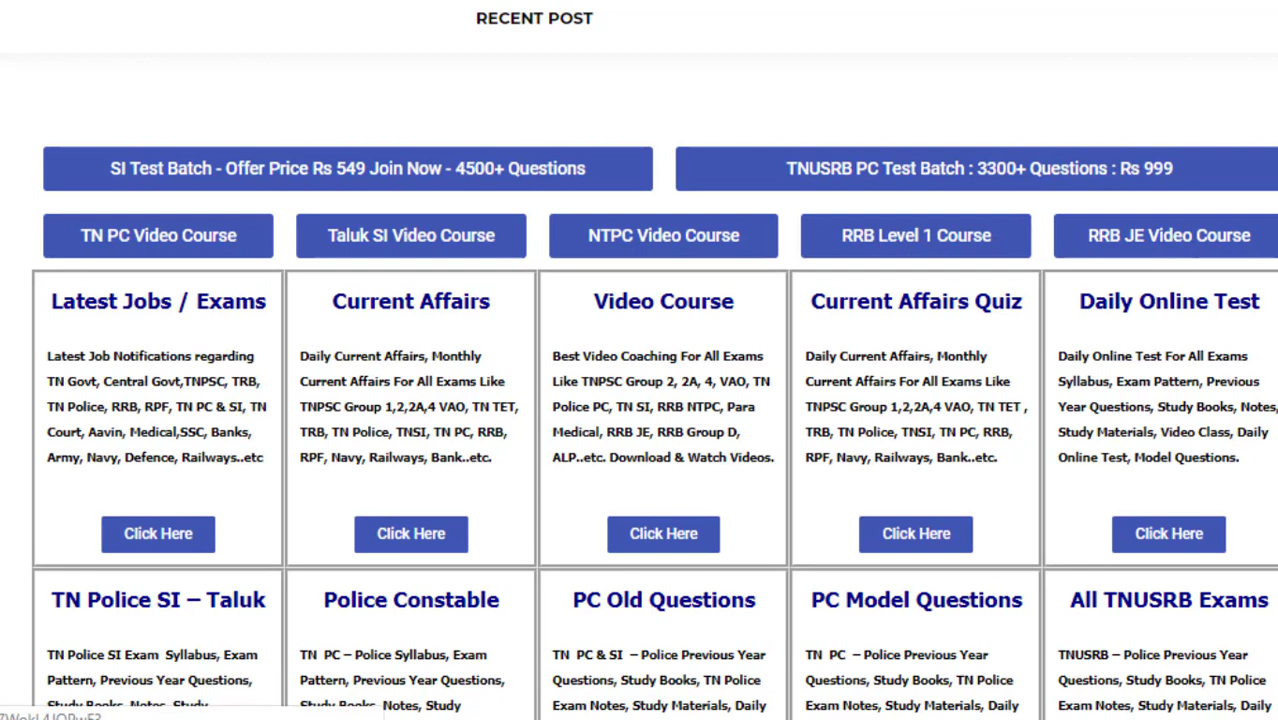 RECENT POST
SI Test Batch - Offer Price Rs 549 Join Now - 4500+ Questions
TNUSRB PC Test Batch : 3300+ Questions : Rs 999
TN PC Video Course
Taluk SI Video Course
NTPC Video Course
RRB Level 1 Course
RRB JE Video Course
Latest Jobs / Exams
Latest Job Notifications regarding
TN Govt, Central Govt,TNPSC, TRB,
TN Police, RRB, RPF, TN PC & SI, TN
Court, Aavin, Medical,SSC, Banks,
Army, Navy, Defence, Railways..etc
Click Here
Current Affairs
Daily Current Affairs, Monthly
Current Affairs For All Exams Like
TNPSC Group 1,2,2A,4 VAO, TN TET,
TRB, TN Police, TNSI, TN PC, RRB,
RPF, Navy, Railways, Bank..etc.
Click Here
Video Course
Best Video Coaching For All Exams
Like TNPSC Group 2, 2A, 4, VAO, TN
Police PC, TN SI, RRB NTPC, Para
Medical, RRB JE, RRB Group D,
ALP..etc. Download & Watch Videos.
Click Here
Current Affairs Quiz
Daily Current Affairs, Monthly
Current Affairs For All Exams Like
TNPSC Group 1,2,2A,4 VAO, TN TET ,
TRB, TN Police, TNSI, TN PC, RRB,
RPF, Navy, Railways, Bank..etc.
Click Here
Daily Online Test
Daily Online Test For All Exams
Syllabus, Exam Pattern, Previous
Year Questions, Study Books, Notes,
Study Materials, Video Class, Daily
Online Test, Model Questions.
Click Here
TN Police SI – Taluk
TN Police SI Exam Syllabus, Exam
Pattern, Previous Year Questions,
Study Books, Notes, Study
Police Constable
TN PC – Police Syllabus, Exam
Pattern, Previous Year Questions,
Study Books, Notes, Study
PC Old Questions
TN PC & SI – Police Previous Year
Questions, Study Books, TN Police
Exam Notes, Study Materials, Daily
PC Model Questions
TN PC – Police Previous Year
Questions, Study Books, TN Police
Exam Notes, Study Materials, Daily
All TNUSRB Exams
TNUSRB – Police Previous Year
Questions, Study Books, TN Police
Exam Notes, Study Materials, Daily